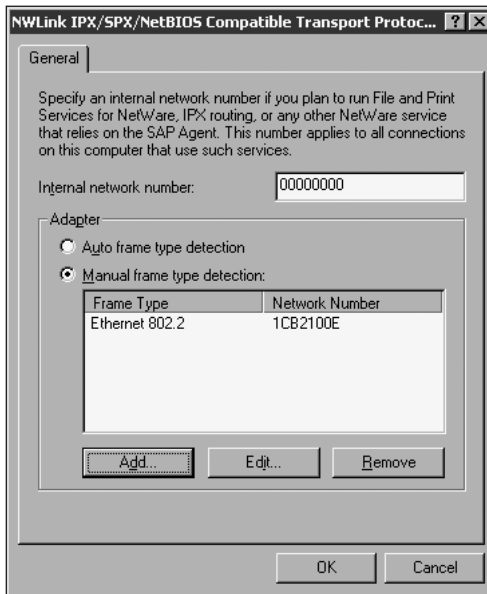 NWLink IPX/SPX/NetBIOS Compatible Transport Protoc... ? X
General
Specify an internal network number if you plan to run File and Print
Services for NetWare, IPX routing, or any other NetWare service
that relies on the SAP Agent. This number applies to all connections
on this computer that use such services.
Internal network number: 00000000
Adapter
Auto frame type detection
Manual frame type detection:
Frame Type Network Number
Ethernet 802.2 1CB2100E
Add... Edit... Remove
OK Cancel